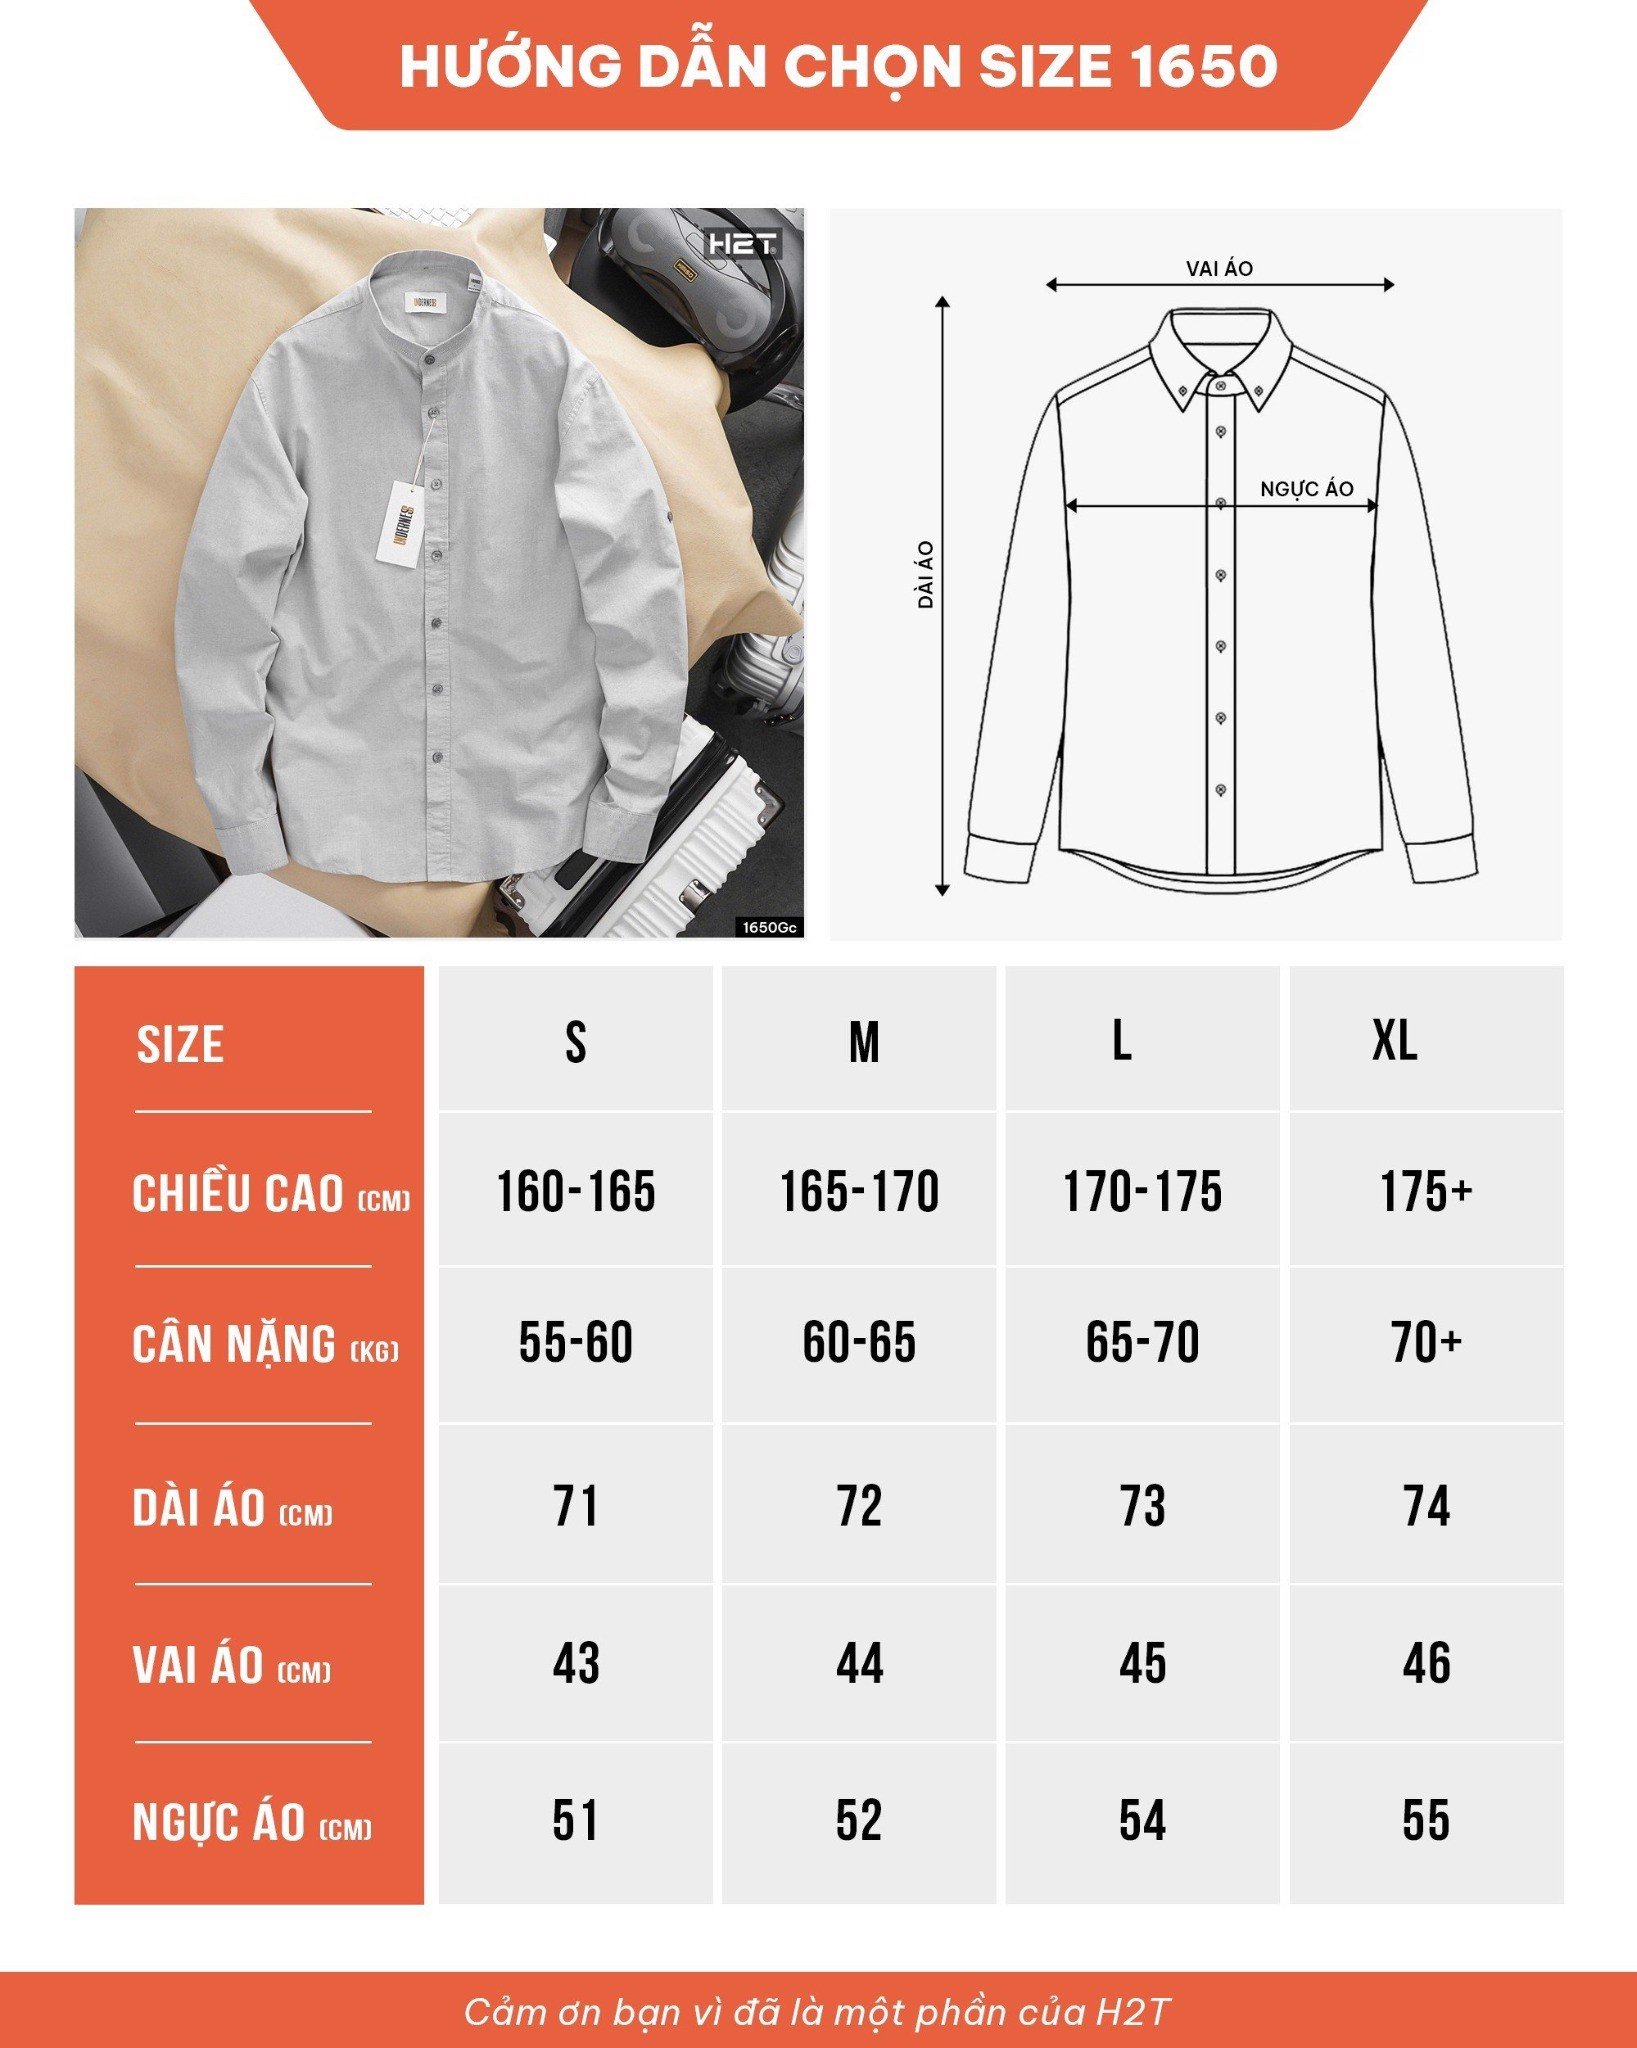 HƯỚNG DẪN CHỌN SIZE 1650
H2T
INDERNESS
INDERNESS
1650Gc
VAI ÁO
NGỰC ÁO
DÀI ÁO
SIZE S M L XL
CHIỀU CAO (CM) 160-165 165-170 170-175 175+
CÂN NẶNG (KG) 55-60 60-65 65-70 70+
DÀI ÁO (CM) 71 72 73 74
VAI ÁO (CM) 43 44 45 46
NGỰC ÁO (CM) 51 52 54 55
Cảm ơn bạn vì đã là một phần của H2T